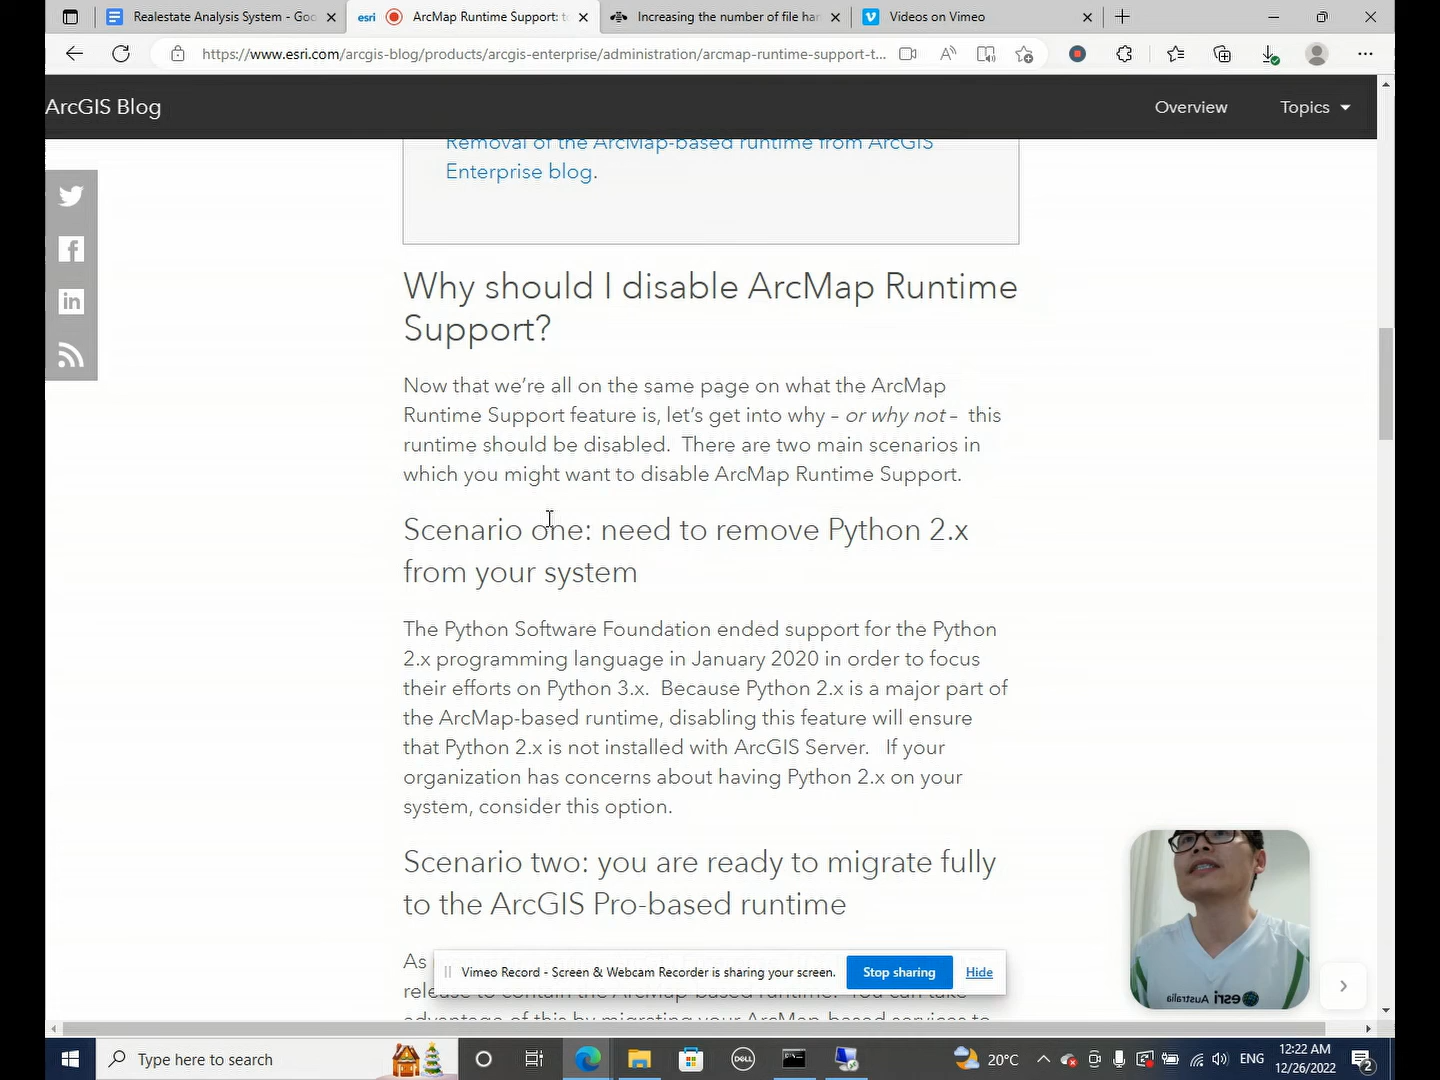 Realestate Analysis System - Goo
esri
ArcMap Runtime Support: to
Increasing the number of file han
Videos on Vimeo
https://www.esri.com/arcgis-blog/products/arcgis-enterprise/administration/arcmap-runtime-support-t...
ArcGIS Blog
Overview
Topics
Removal of the ArcMap-based runtime from ArcGIS
Enterprise blog.
Why should I disable ArcMap Runtime
Support?
Now that we’re all on the same page on what the ArcMap
Runtime Support feature is, let’s get into why – or why not – this
runtime should be disabled. There are two main scenarios in
which you might want to disable ArcMap Runtime Support.
Scenario one: need to remove Python 2.x
from your system
The Python Software Foundation ended support for the Python
2.x programming language in January 2020 in order to focus
their efforts on Python 3.x. Because Python 2.x is a major part of
the ArcMap-based runtime, disabling this feature will ensure
that Python 2.x is not installed with ArcGIS Server. If your
organization has concerns about having Python 2.x on your
system, consider this option.
Scenario two: you are ready to migrate fully
to the ArcGIS Pro-based runtime
As
Vimeo Record - Screen & Webcam Recorder is sharing your screen.
Stop sharing
Hide
release to contain the ArcMap-based runtime. You can take
advantage of this by migrating your ArcMap-based services to
esri Australia
Type here to search
DELL
20°C
ENG
12:22 AM
12/26/2022
2